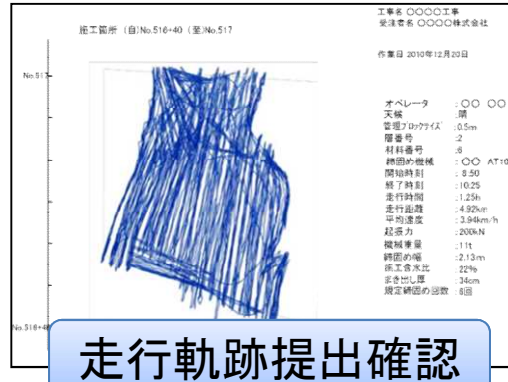 工事名 ○○○○工事
受注者名 ○○○○株式会社
施工箇所 (自)No.516+40 (至)No.517
作業日 2010年12月20日
No.517
オペレータ :○○ ○○
天候 :晴
管理ブロックサイズ :0.5m
層番号 :2
材料番号 :6
締固め機械 :○○ AT10
開始時刻 :8.50
終了時刻 :10.25
走行時間 :1.25h
走行距離 :4.92km
平均速度 :3.94km/h
起振力 :200kN
機械重量 :11t
締固め幅 :2.13m
施工含水比 :22%
まき出し厚 :34cm
規定締固め回数 :6回
走行軌跡提出確認